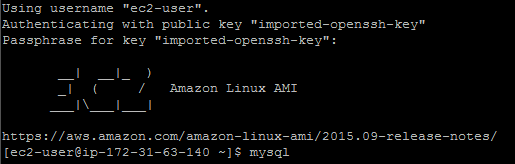 Using username "ec2-user".
Authenticating with public key "imported-openssh-key"
Passphrase for key "imported-openssh-key":
__|  __|_  )
_|  (     /   Amazon Linux AMI
___|\___|___|
https://aws.amazon.com/amazon-linux-ami/2015.09-release-notes/
[ec2-user@ip-172-31-63-140 ~]$ mysql